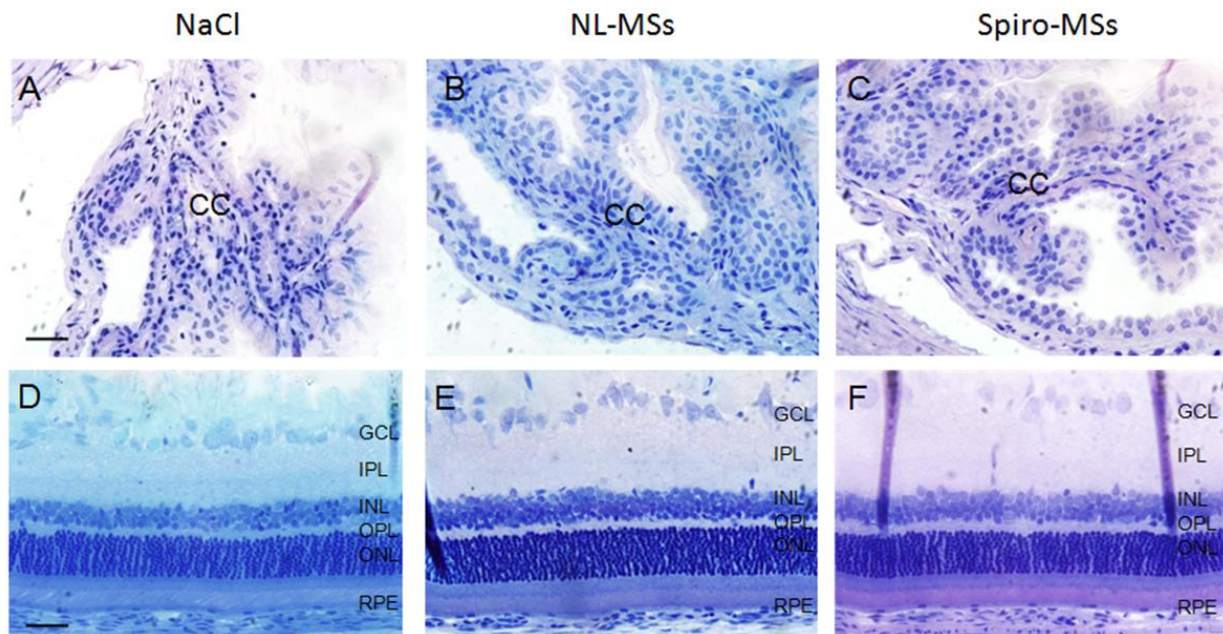 NaCl NL-MSs Spiro-MSs
A B C
CC CC CC
D E F
GCL GCL GCL
IPL IPL IPL
INL INL INL
OPL OPL OPL
ONL ONL ONL
RPE RPE RPE